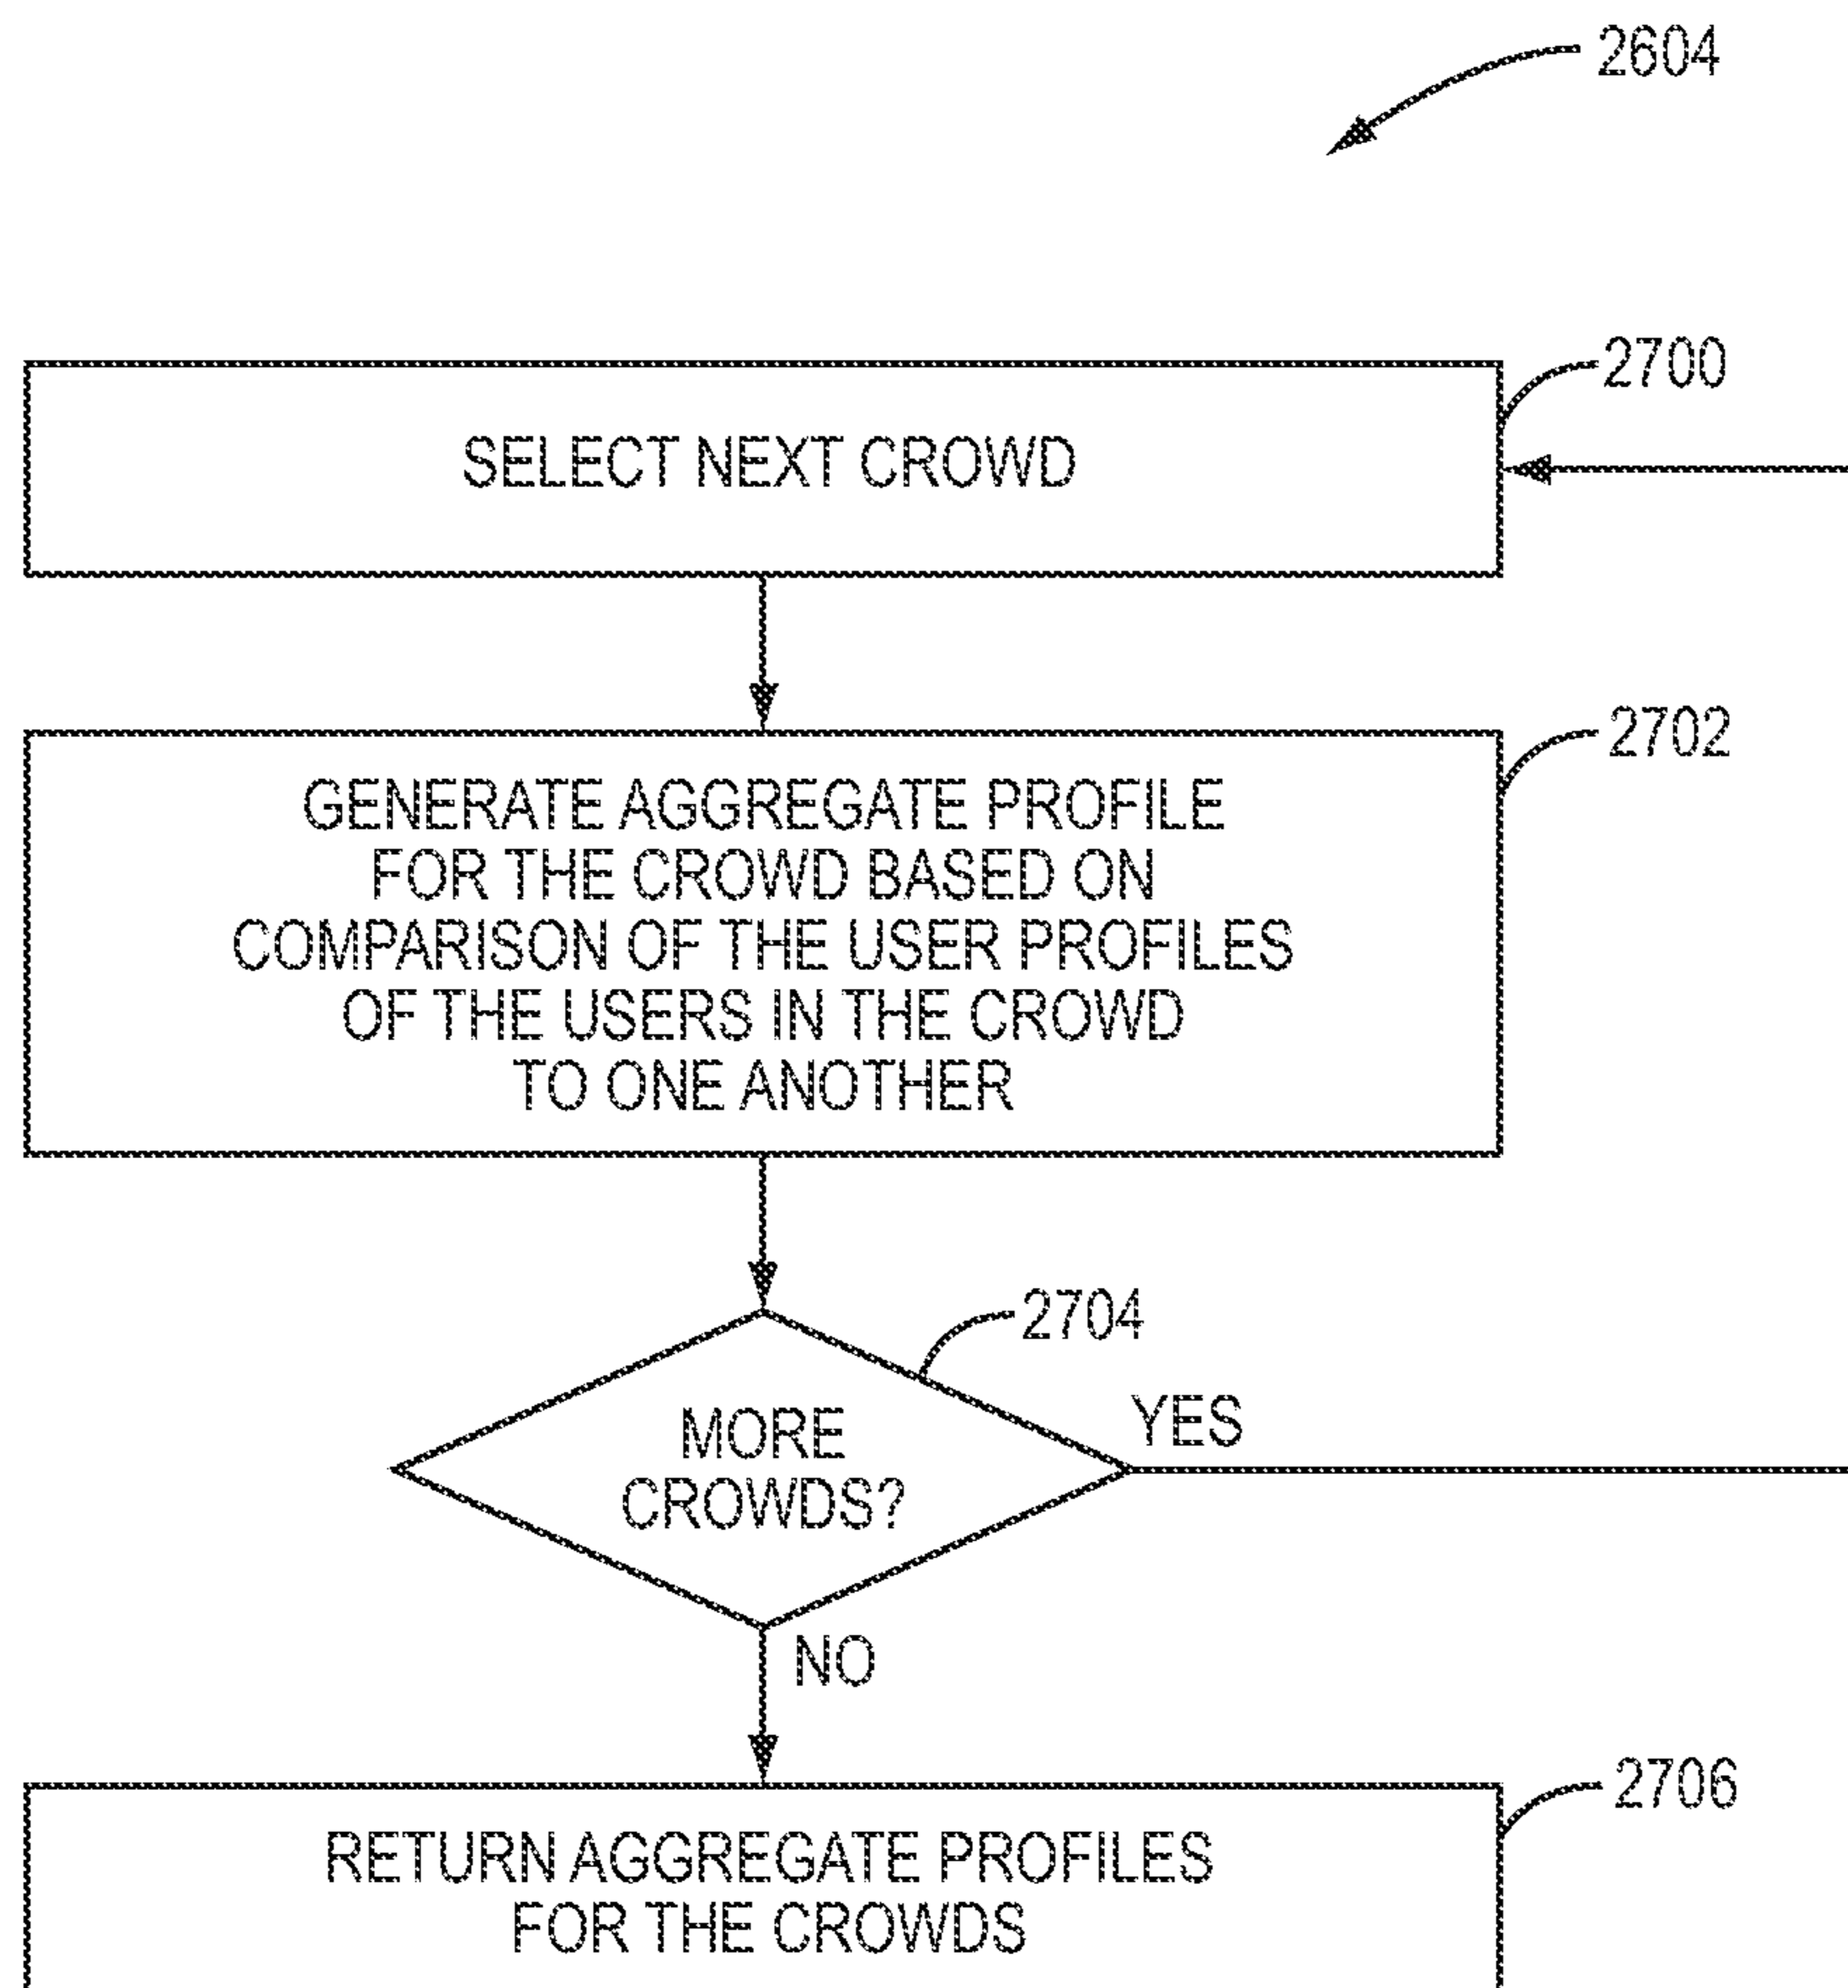 2604
2700
SELECT NEXT CROWD
2702
GENERATE AGGREGATE PROFILE
FOR THE CROWD BASED ON
COMPARISON OF THE USER PROFILES
OF THE USERS IN THE CROWD
TO ONE ANOTHER
2704
MORE
CROWDS?
YES
NO
2706
RETURN AGGREGATE PROFILES
FOR THE CROWDS